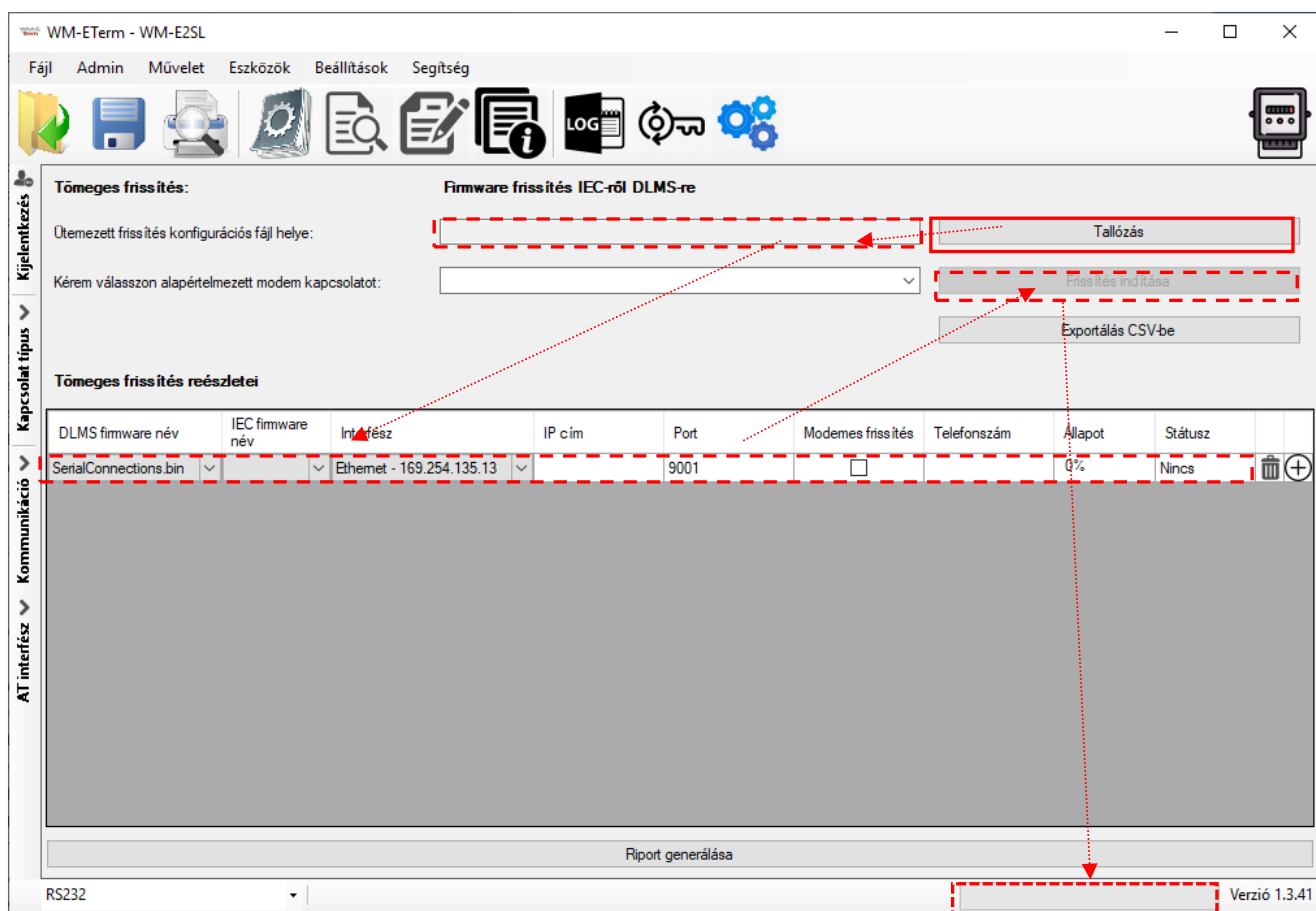 WM-ETerm - WM-E2SL
Fájl Admin Művelet Eszközök Beállítások Segítség
LOG
Kijelentkezés
Kapcsolat típus
Kommunikáció
AT interfész
Tömeges frissítés: Firmware frissítés IEC-ről DLMS-re
Ütemezett frissítés konfigurációs fájl helye: Tallózás
Kérem válasszon alapértelmezett modem kapcsolatot: Frissítés indítása
Exportálás CSV-be
Tömeges frissítés reészletei
DLMS firmware név IEC firmware név Interfész IP cím Port Modemes frissítés Telefonszám Állapot Státusz
SerialConnections.bin Ethernet - 169.254.135.13 9001 0% Nincs
Riport generálása
RS232 Verzió 1.3.41